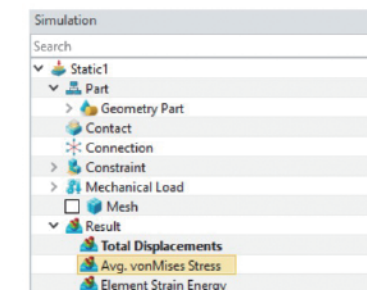 Simulation
Search
Static1
Part
Geometry Part
Contact
Connection
Constraint
Mechanical Load
Mesh
Result
Total Displacements
Avg. vonMises Stress
Element Strain Energy